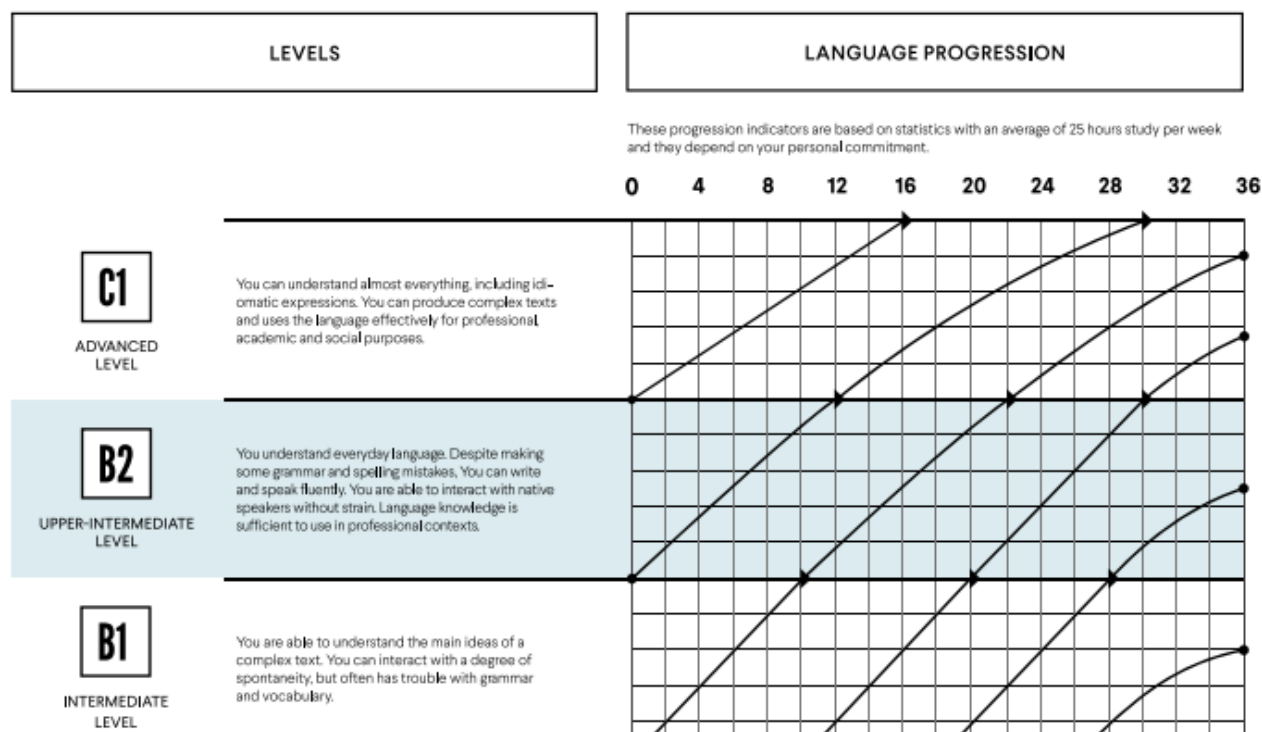 LEVELS
LANGUAGE PROGRESSION
These progression indicators are based on statistics with an average of 25 hours study per week
and they depend on your personal commitment.
0 4 8 12 16 20 24 28 32 36
C1
ADVANCED
LEVEL
You can understand almost everything, including idi-
omatic expressions. You can produce complex texts
and uses the language effectively for professional,
academic and social purposes.
B2
UPPER-INTERMEDIATE
LEVEL
You understand everyday language. Despite making
some grammar and spelling mistakes, You can write
and speak fluently. You are able to interact with native
speakers without strain. Language knowledge is
sufficient to use in professional contexts.
B1
INTERMEDIATE
LEVEL
You are able to understand the main ideas of a
complex text. You can interact with a degree of
spontaneity, but often has trouble with grammar
and vocabulary.